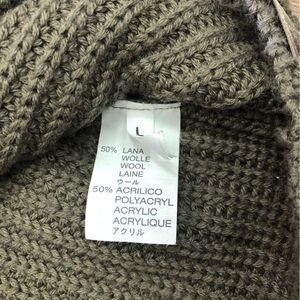 L
50% LANA
WOLLE
WOOL
LAINE
ウール
50% ACRILICO
POLYACRYL
ACRYLIC
ACRYLIQUE
アクリル